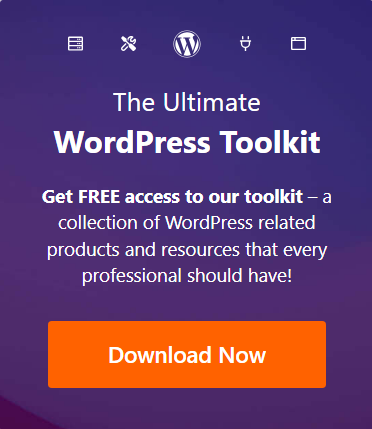 The Ultimate
WordPress Toolkit
Get FREE access to our toolkit – a
collection of WordPress related
products and resources that every
professional should have!
Download Now